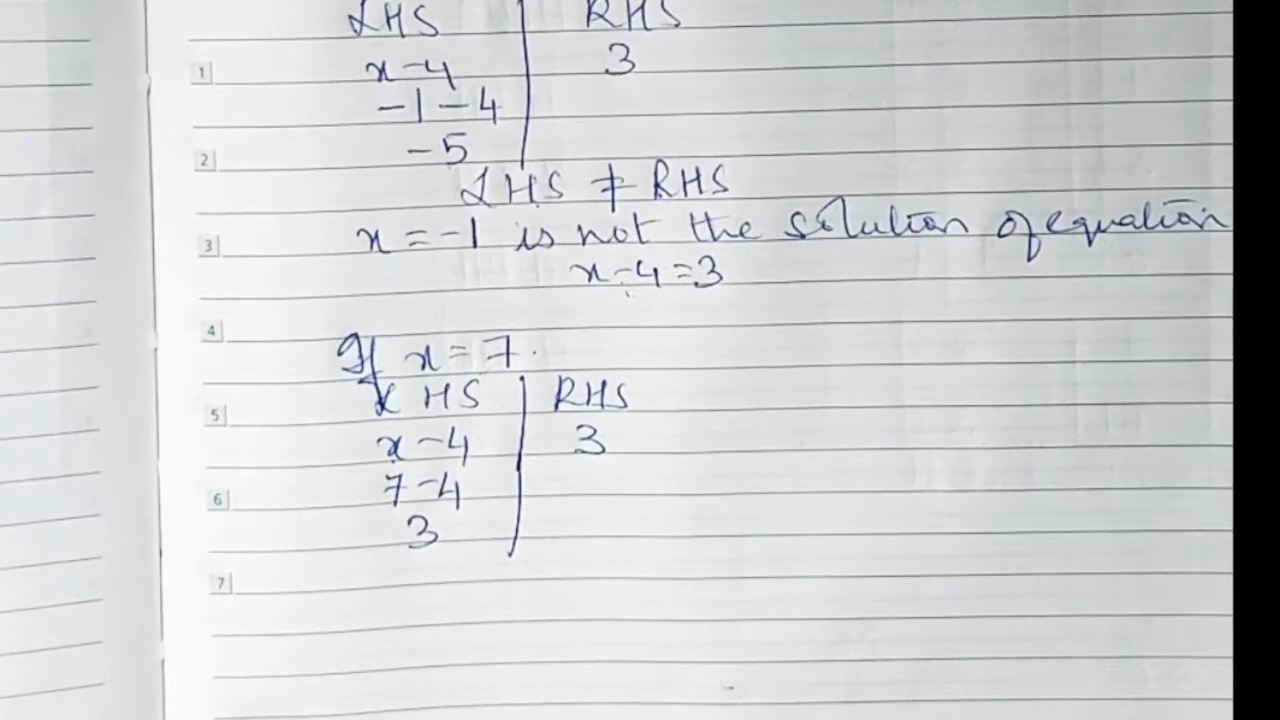 LHS RHS
1 x-4 3
-1-4
2 -5
LHS ≠ RHS
3 x=-1 is not the solution of equation
x-4=3
4
If x=7.
LHS RHS
5
x-4 3
6 7-4
3
7